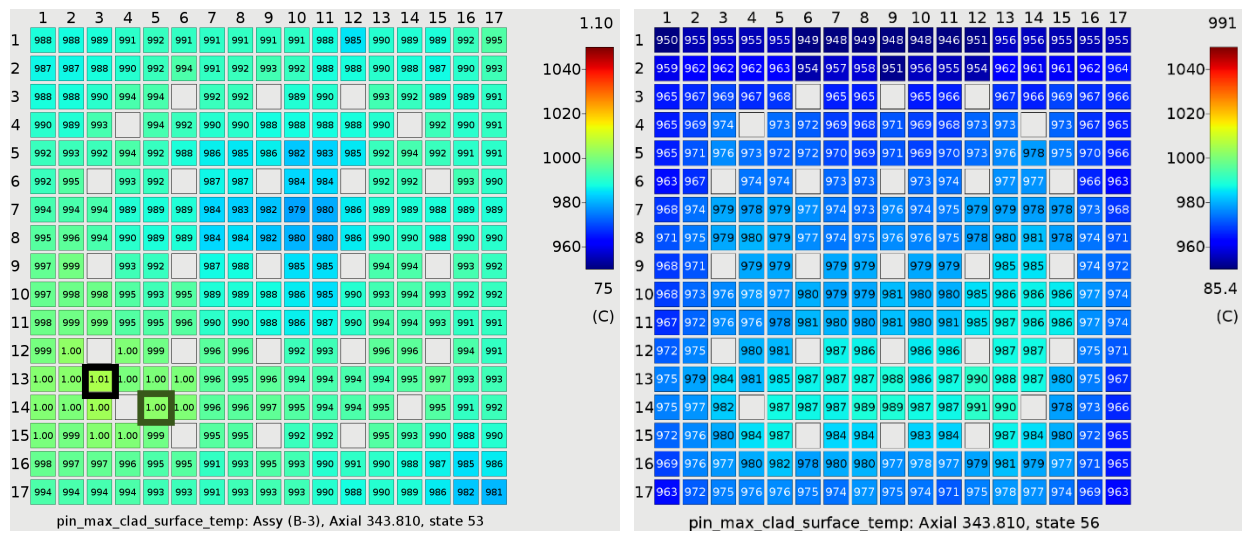 1 2 3 4 5 6 7 8 9 10 11 12 13 14 15 16 17
1 988 988 989 991 992 991 991 991 991 991 988 985 990 989 989 992 995
2 987 987 988 990 992 994 991 992 993 992 988 987 990 988 987 990 993
3 988 988 990 994 994 992 992 989 990 993 992 989 992 991
4 990 989 993 994 992 990 990 988 988 988 988 990 992 990 991
5 992 993 992 994 992 988 986 985 986 982 983 985 992 994 992 992 991
6 992 995 993 992 987 987 984 984 992 992 993 990
7 994 994 994 989 989 989 984 983 982 979 980 986 989 989 988 989 989
8 995 996 994 990 989 989 984 984 982 980 980 986 990 989 988 990 990
9 997 999 993 992 987 988 985 985 994 994 993 992
10 997 998 998 995 993 993 989 988 986 986 985 990 993 994 993 992 992
11 998 999 999 995 995 996 990 990 988 986 987 990 994 994 993 991 991
12 999 1.00 1.00 999 996 996 992 993 995 996 994 991
13 1.00 1.00 1.01 1.00 1.00 1.00 996 995 996 994 994 994 994 995 997 993 993
14 1.00 1.00 1.00 1.00 1.00 996 996 997 995 994 994 995 995 991 992
15 1.00 999 1.00 1.00 999 995 995 992 992 995 993 990 988 990
16 998 997 997 996 995 995 991 993 995 993 990 990 988 988 987 985 986
17 994 994 994 994 993 993 991 993 993 993 990 988 990 989 986 982 981
1.10
1040
1020
1000
980
960
75
(C)
pin_max_clad_surface_temp: Assy (B-3), Axial 343.810, state 53
1 2 3 4 5 6 7 8 9 10 11 12 13 14 15 16 17
1 950 955 955 956 955 949 948 949 948 948 946 951 956 956 955 955 955
2 959 962 962 962 963 954 957 958 951 956 955 954 962 961 961 962 964
3 965 967 969 967 968 965 967 965 966 967 966 969 967 966
4 965 969 974 973 972 969 968 971 969 968 973 973 973 967 965
5 965 971 976 973 972 972 970 969 971 969 970 973 976 978 975 970 966
6 963 967 974 974 973 973 973 974 977 977 966 963
7 968 974 979 978 979 977 974 973 976 974 975 979 979 978 978 973 968
8 971 975 979 980 979 977 974 975 976 976 975 978 980 981 978 974 971
9 968 971 979 979 979 979 979 979 985 985 974 972
10 968 973 976 978 977 980 979 979 981 980 980 985 986 986 986 977 974
11 967 972 976 976 978 981 980 980 981 980 981 985 987 986 986 977 974
12 972 975 980 981 987 986 986 986 987 987 975 971
13 975 979 984 981 985 987 987 987 988 986 987 990 988 987 980 975 967
14 975 977 982 987 987 987 989 989 987 987 991 990 978 973 966
15 972 976 980 984 987 984 984 983 984 987 984 980 972 965
16 969 976 977 980 982 978 980 980 977 978 977 979 981 979 977 971 965
17 963 972 975 976 976 975 974 977 975 974 971 975 978 977 974 969 963
991
1040
1020
1000
980
960
85.4
(C)
pin_max_clad_surface_temp: Axial 343.810, state 56